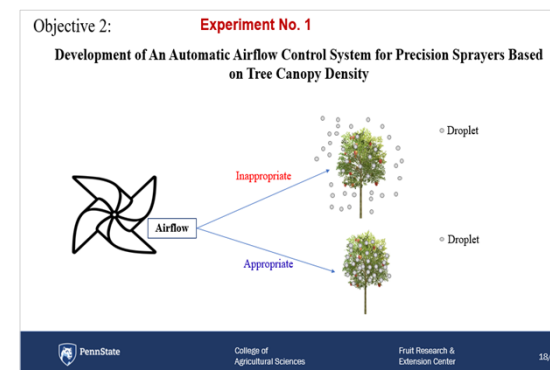 Objective 2:
Experiment No. 1
Development of An Automatic Airflow Control System for Precision Sprayers Based
on Tree Canopy Density
Droplet
Inappropriate
Airflow
Droplet
Appropriate
PennState
College of
Agricultural Sciences
Fruit Research &
Extension Center
18/